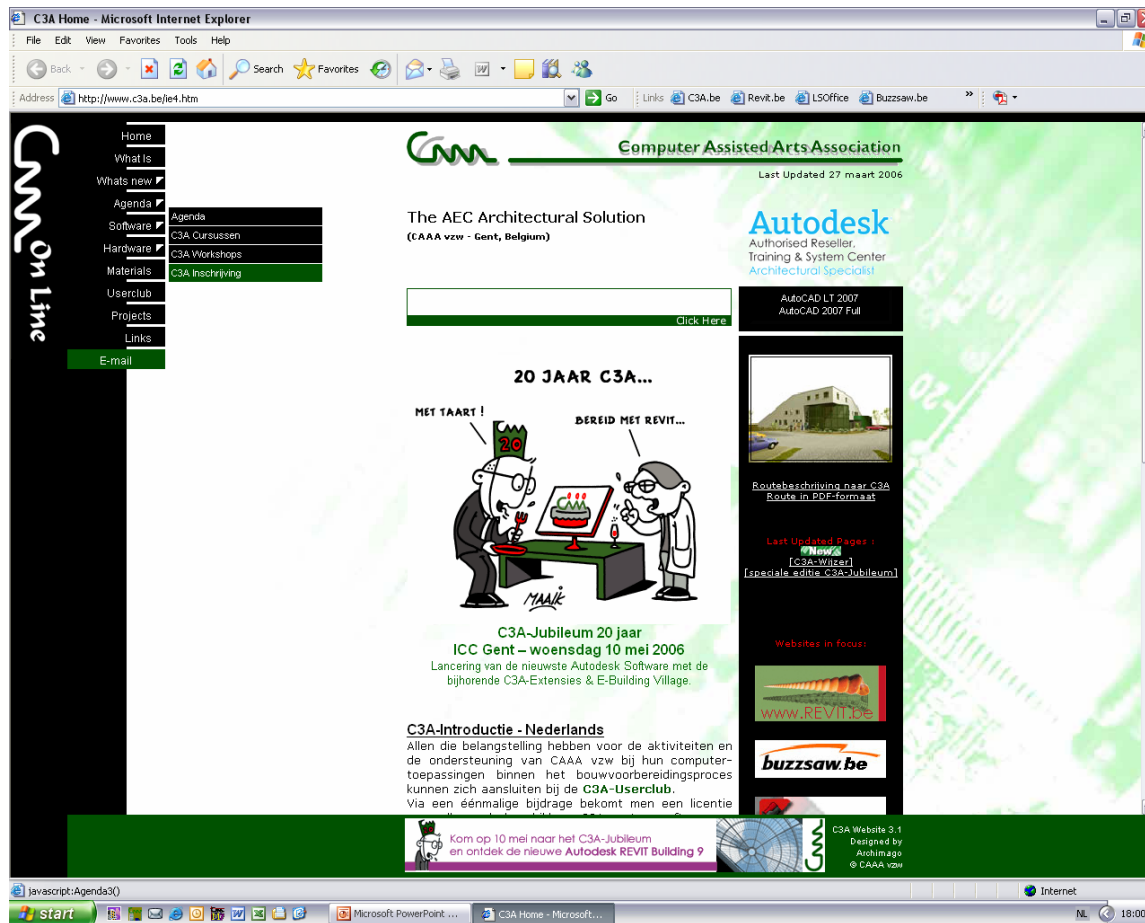 C3A Home - Microsoft Internet Explorer
File Edit View Favorites Tools Help
Back Search Favorites
Address http://www.c3a.be/ie4.htm Go Links C3A.be Revit.be LSOffice Buzzsaw.be »
CAAA On Line
Home
What Is
Whats new
Agenda
Software
Hardware
Materials
Userclub
Projects
Links
E-mail
Agenda
C3A Cursussen
C3A Workshops
C3A Inschrijving
CAAA Computer Assisted Arts Association
Last Updated 27 maart 2006
The AEC Architectural Solution
(CAAA vzw - Gent, Belgium)
Autodesk
Authorised Reseller,
Training & System Center
Architectural Specialist
Click Here
AutoCAD LT 2007
AutoCAD 2007 Full
20 JAAR C3A...
MET TAART !
BEREID MET REVIT...
20
CAAA
MAAIK
C3A-Jubileum 20 jaar
ICC Gent – woensdag 10 mei 2006
Lancering van de nieuwste Autodesk Software met de
bijhorende C3A-Extensies & E-Building Village.
Routebeschrijving naar C3A
Route in PDF-formaat
Last Updated Pages :
New
[C3A-Wijzer]
[speciale editie C3A-Jubileum]
Websites in focus:
www.REVIT.be
buzzsaw.be
C3A-Introductie - Nederlands
Allen die belangstelling hebben voor de aktiviteiten en
de ondersteuning van CAAA vzw bij hun computer-
toepassingen binnen het bouwvoorbereidingsproces
kunnen zich aansluiten bij de C3A-Userclub.
Via een éénmalige bijdrage bekomt men een licentie
Kom op 10 mei naar het C3A-Jubileum
en ontdek de nieuwe Autodesk REVIT Building 9
CAAA
C3A Website 3.1
Designed by
Archimago
© CAAA vzw
javascript:Agenda3() Internet
start Microsoft PowerPoint ... C3A Home - Microsoft... NL 18:00